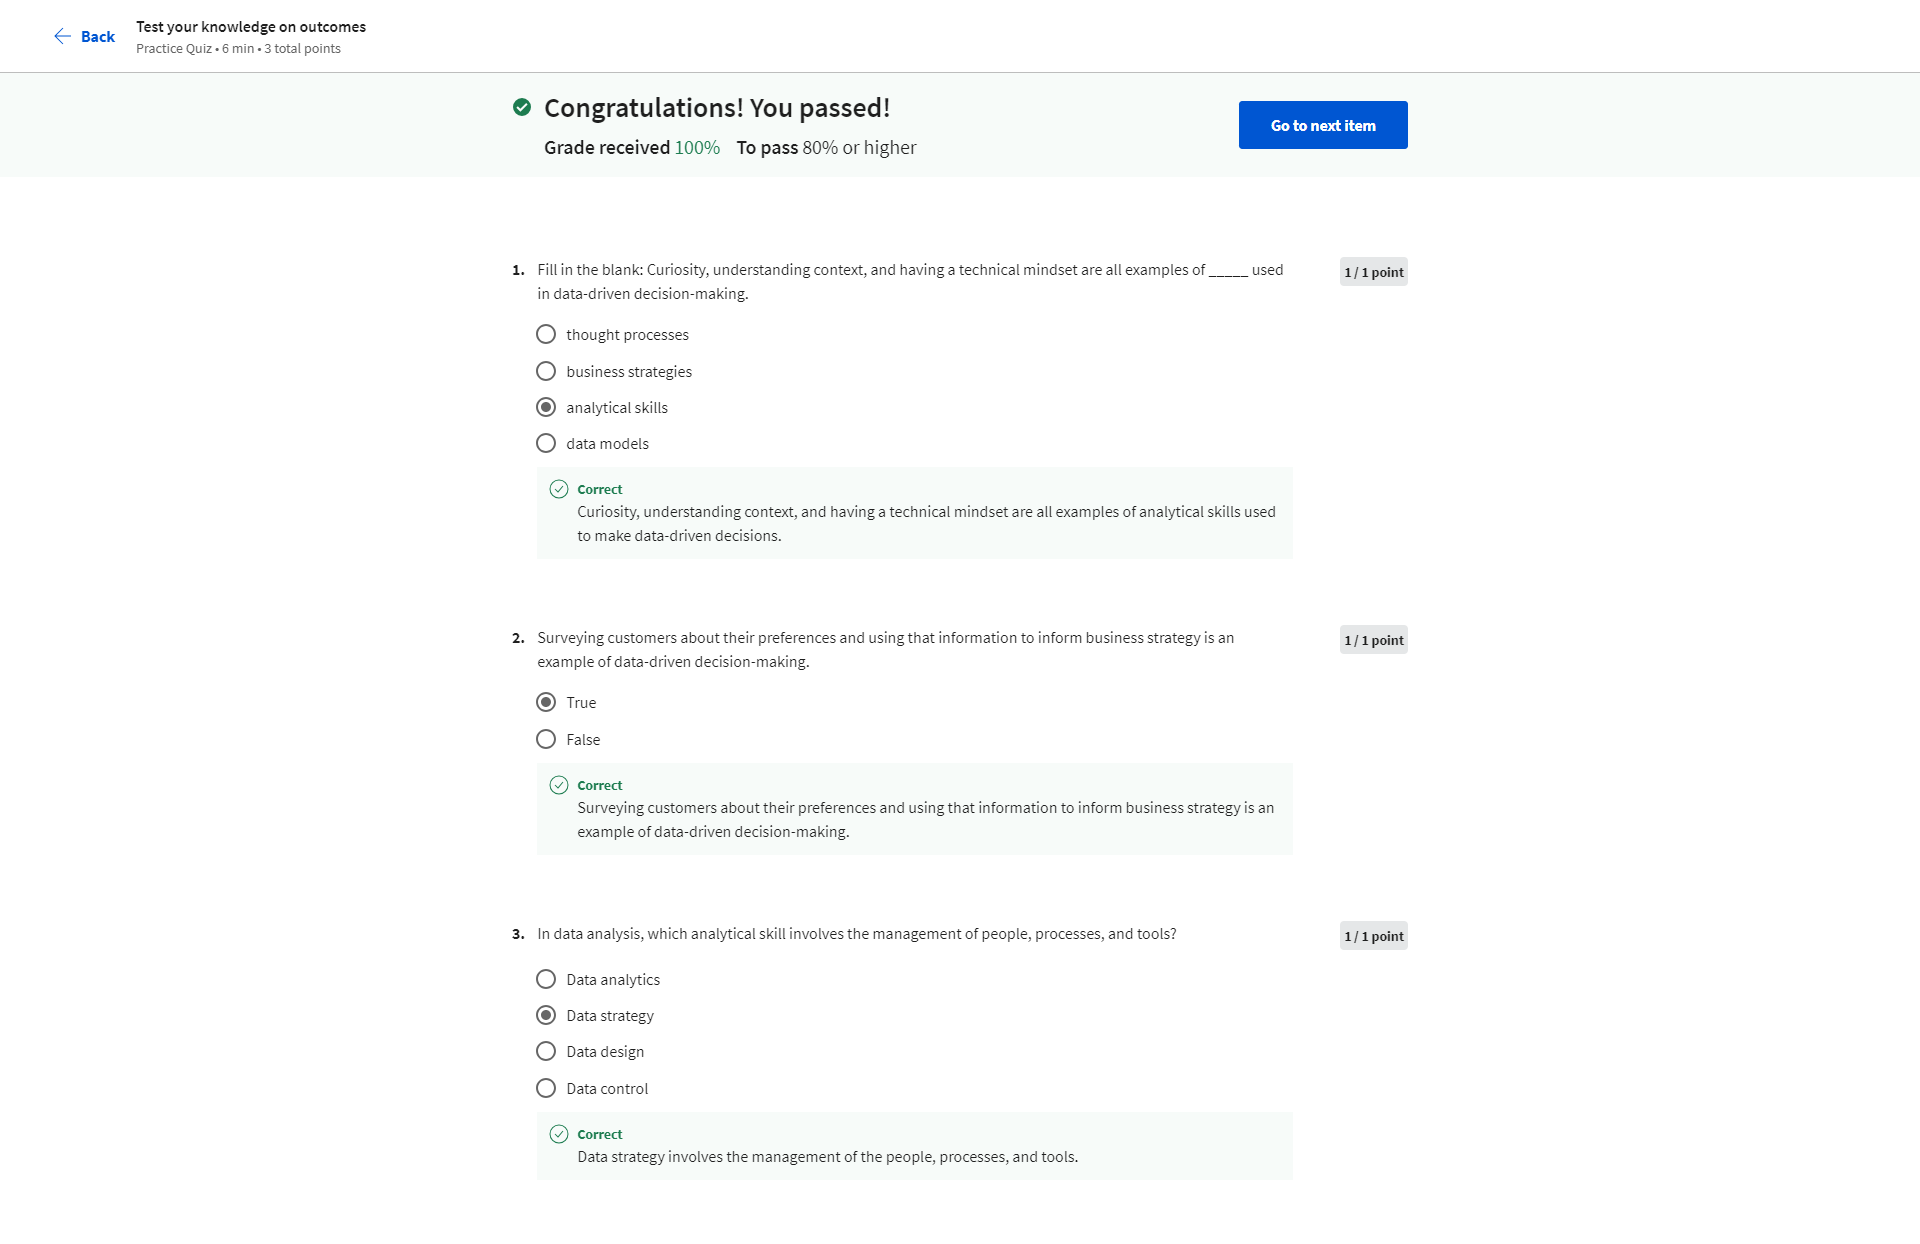 Back
Test your knowledge on outcomes
Practice Quiz • 6 min • 3 total points
Congratulations! You passed!
Grade received 100% To pass 80% or higher
Go to next item
1. Fill in the blank: Curiosity, understanding context, and having a technical mindset are all examples of _____ used
in data-driven decision-making.
1 / 1 point
thought processes
business strategies
analytical skills
data models
Correct
Curiosity, understanding context, and having a technical mindset are all examples of analytical skills used
to make data-driven decisions.
2. Surveying customers about their preferences and using that information to inform business strategy is an
example of data-driven decision-making.
1 / 1 point
True
False
Correct
Surveying customers about their preferences and using that information to inform business strategy is an
example of data-driven decision-making.
3. In data analysis, which analytical skill involves the management of people, processes, and tools?
1 / 1 point
Data analytics
Data strategy
Data design
Data control
Correct
Data strategy involves the management of the people, processes, and tools.